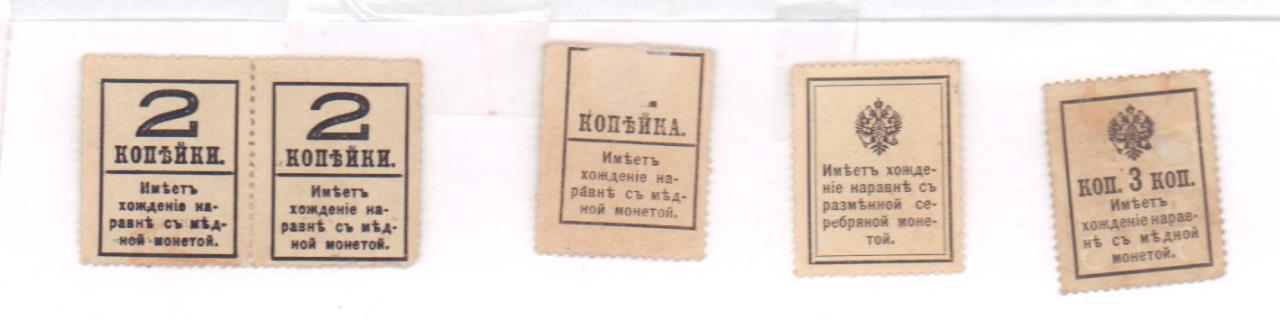 2
КОПѢЙКИ.
Имѣетъ
хожденіе на-
равнѣ съ мѣд-
ной монетой.
2
КОПѢЙКИ.
Имѣетъ
хожденіе на-
равнѣ съ мѣд-
ной монетой.
КОПѢЙКА.
Имѣетъ
хожденіе на-
равнѣ съ мѣд-
ной монетой.
Имѣетъ хожде-
ніе наравнѣ съ
размѣнной се-
ребряной моне-
той.
КОП. 3 КОП.
Имѣетъ
хожденіе нарав-
нѣ съ мѣдной
монетой.